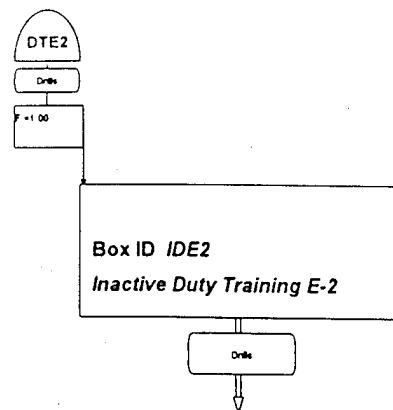 DTE2
Drills
F =1.00
Box ID IDE2
Inactive Duty Training E-2
Drills